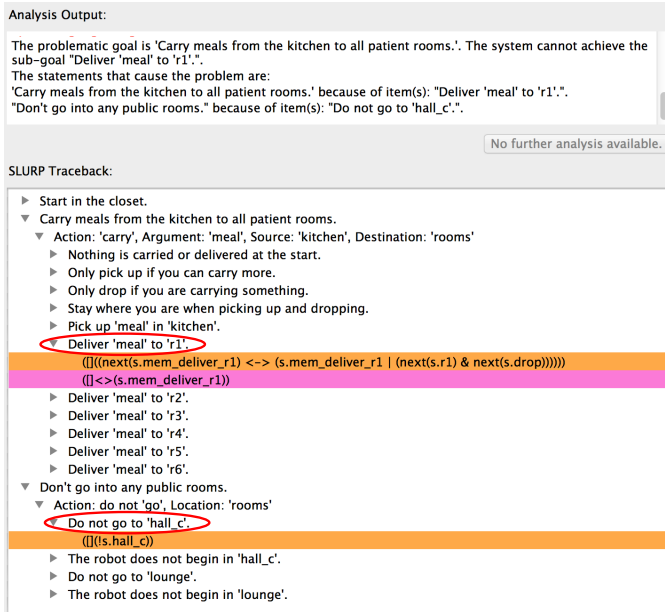 Analysis Output:
The problematic goal is 'Carry meals from the kitchen to all patient rooms.'. The system cannot achieve the
sub-goal "Deliver 'meal' to 'r1'.".
The statements that cause the problem are:
'Carry meals from the kitchen to all patient rooms.' because of item(s): "Deliver 'meal' to 'r1'.".
"Don't go into any public rooms." because of item(s): "Do not go to 'hall_c'.".
No further analysis available.
SLURP Traceback:
Start in the closet.
Carry meals from the kitchen to all patient rooms.
Action: 'carry', Argument: 'meal', Source: 'kitchen', Destination: 'rooms'
Nothing is carried or delivered at the start.
Only pick up if you can carry more.
Only drop if you are carrying something.
Stay where you are when picking up and dropping.
Pick up 'meal' in 'kitchen'.
Deliver 'meal' to 'r1'.
([]((next(s.mem_deliver_r1) <-> (s.mem_deliver_r1 | (next(s.r1) & next(s.drop))))))
([]<>(s.mem_deliver_r1))
Deliver 'meal' to 'r2'.
Deliver 'meal' to 'r3'.
Deliver 'meal' to 'r4'.
Deliver 'meal' to 'r5'.
Deliver 'meal' to 'r6'.
Don't go into any public rooms.
Action: do not 'go', Location: 'rooms'
Do not go to 'hall_c'.
([](!s.hall_c))
The robot does not begin in 'hall_c'.
Do not go to 'lounge'.
The robot does not begin in 'lounge'.